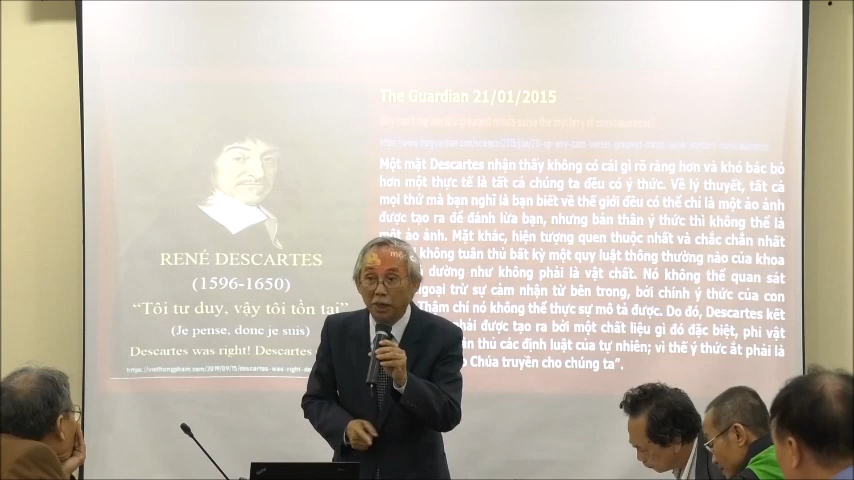 RENÉ DESCARTES
(1596-1650)
“Tôi tư duy, vậy tôi tồn tại”
(Je pense, donc je suis)
Descartes was right! Descartes
The Guardian 21/01/2015
Một mặt Descartes nhận thấy không có cái gì rõ ràng hơn và khó bác bỏ
hơn một thực tế là tất cả chúng ta đều có ý thức. Về lý thuyết, tất cả
mọi thứ mà bạn nghĩ là bạn biết về thế giới đều có thể chỉ là một ảo ảnh
được tạo ra để đánh lừa bạn, nhưng bản thân ý thức thì không thể là
một ảo ảnh. Mặt khác, hiện tượng quen thuộc nhất và chắc chắn nhất
không tuân thủ bất kỳ một quy luật thông thường nào của khoa
dường như không phải là vật chất. Nó không thể quan sát
ngoại trừ sự cảm nhận từ bên trong, bởi chính ý thức của con
Thậm chí nó không thể thực sự mô tả được. Do đó, Descartes kết
phải được tạo ra bởi một chất liệu gì đó đặc biệt, phi vật
tuân thủ các định luật của tự nhiên; vì thế ý thức ắt phải là
Chúa truyền cho chúng ta”.